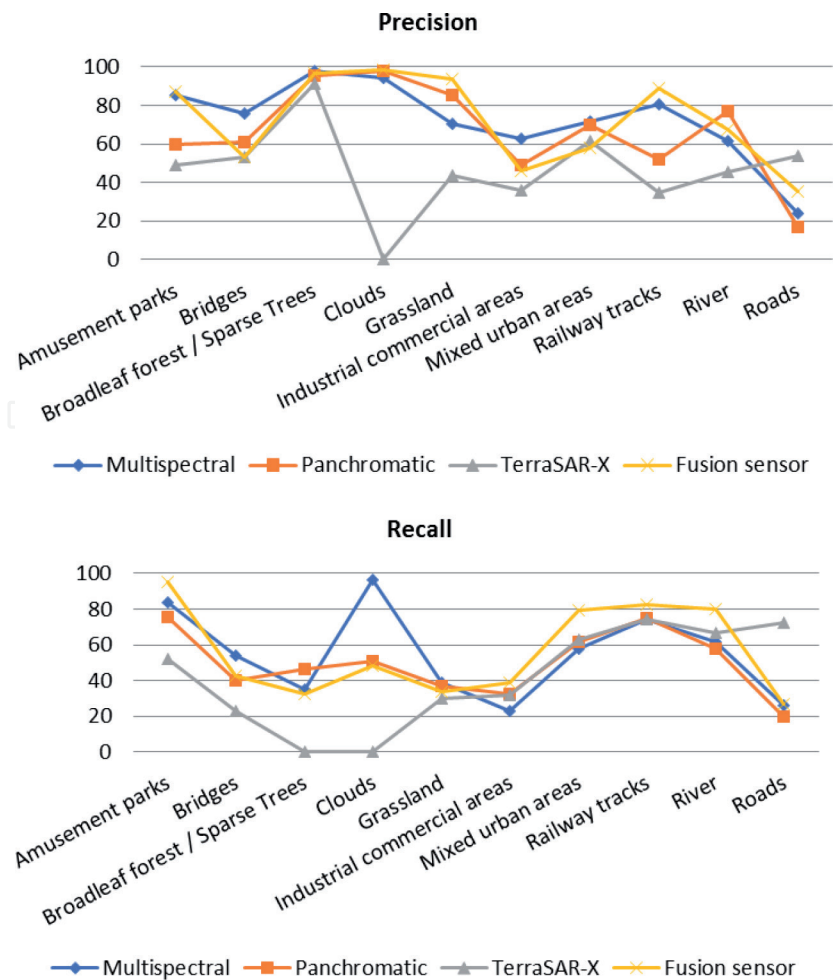 Precision
100
80
60
40
20
0
Amusement parks
Bridges
Broadleaf forest / Sparse Trees
Clouds
Grassland
Industrial commercial areas
Mixed urban areas
Railway tracks
River
Roads
Multispectral Panchromatic TerraSAR-X Fusion sensor
Recall
100
80
60
40
20
0
Amusement parks
Bridges
Broadleaf forest / Sparse Trees
Clouds
Grassland
Industrial commercial areas
Mixed urban areas
Railway tracks
River
Roads
Multispectral Panchromatic TerraSAR-X Fusion sensor